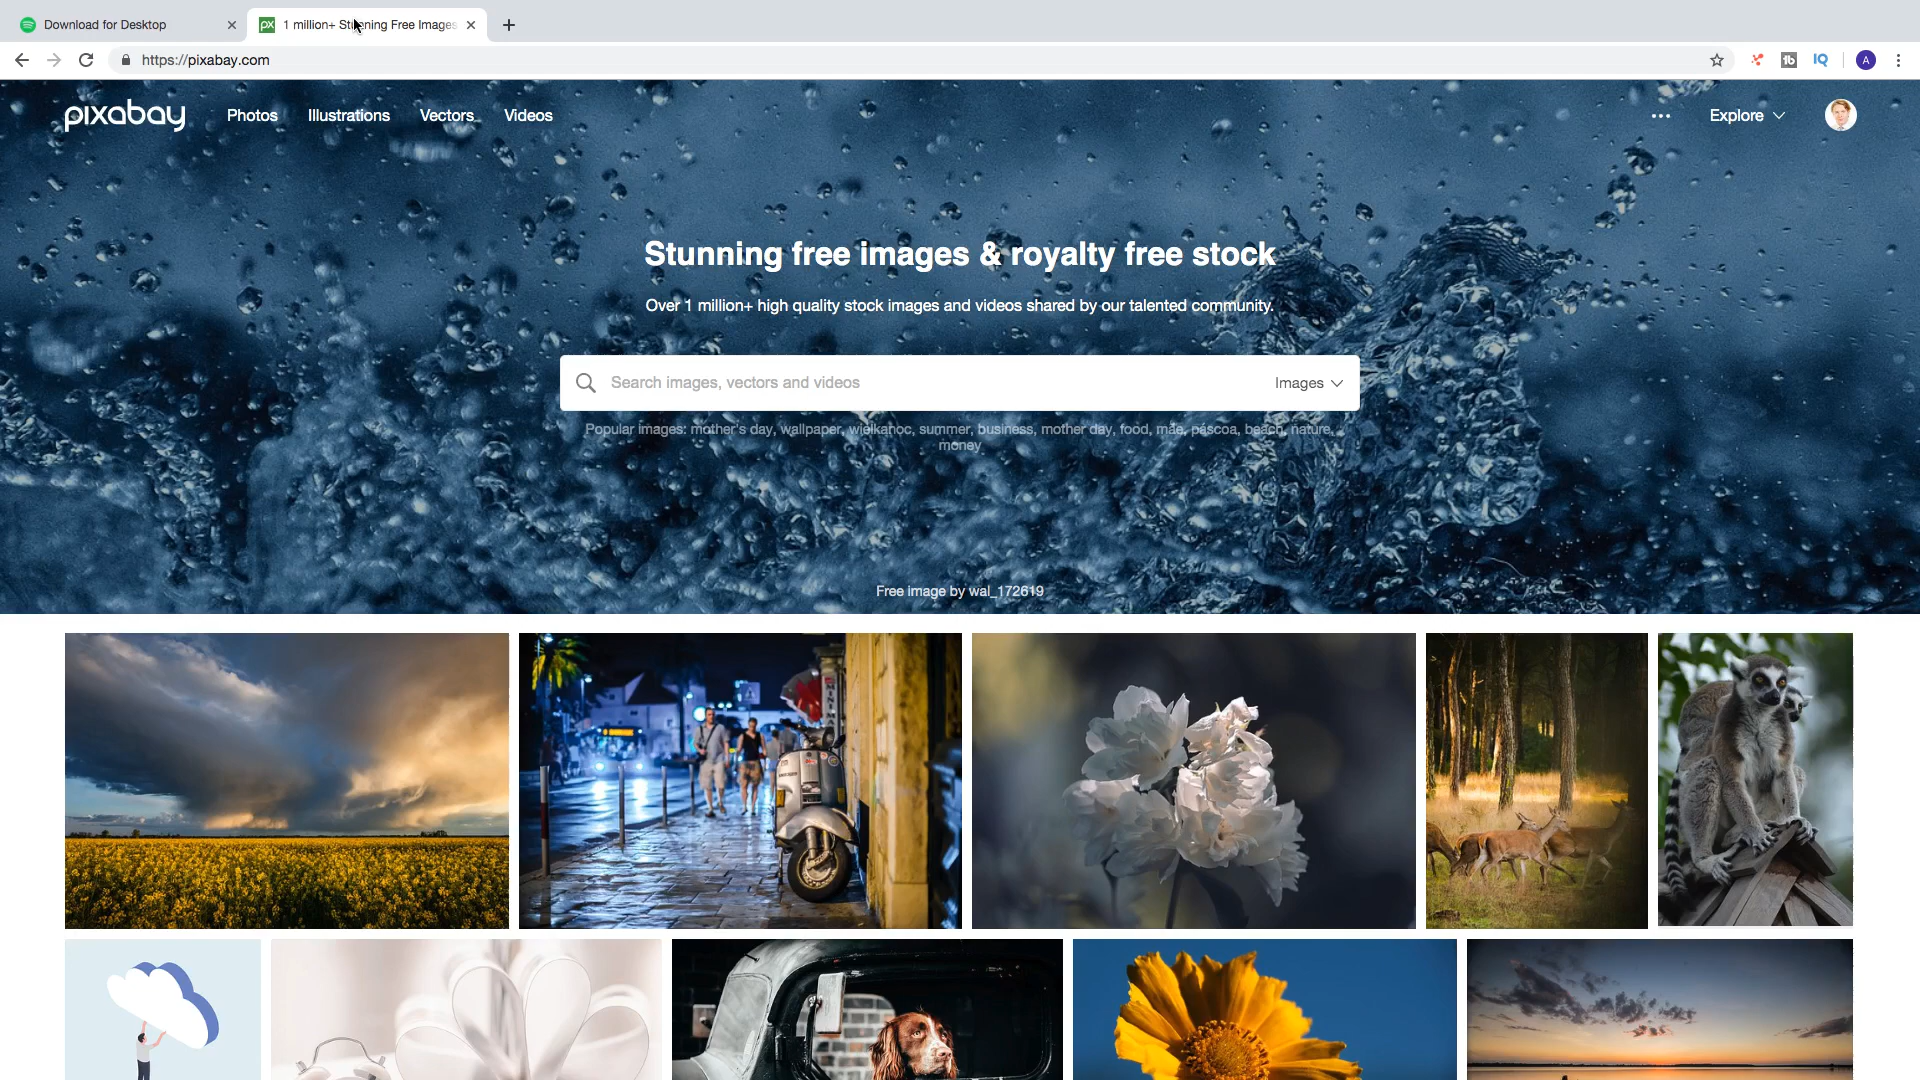 Download for Desktop
1 million+ Stunning Free Images
https://pixabay.com
A
pixabay
Photos
Illustrations
Vectors
Videos
Explore
Stunning free images & royalty free stock
Over 1 million+ high quality stock images and videos shared by our talented community.
Search images, vectors and videos
Images
Popular images: mother's day, wallpaper, wielkanoc, summer, business, mother day, food, mãe, páscoa, beach, nature,
money
Free image by wal_172619